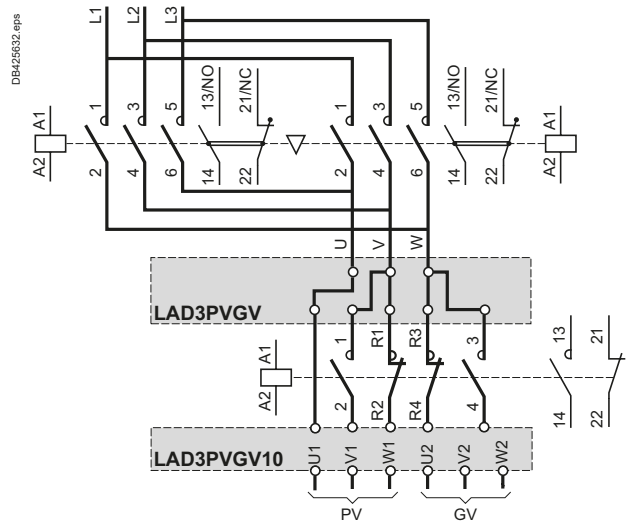 DB425632.eps
L1 L2 L3
A1 A2
1 3 5 13/NO 21/NC
2 4 6 14 22
1 3 5 13/NO 21/NC
2 4 6 14 22
A1 A2
U V W
LAD3PVGV
A1 A2
1 R1 R3 3
2 R2 R4 4
13 21
14 22
LAD3PVGV10
U1 V1 W1 U2 V2 W2
PV GV